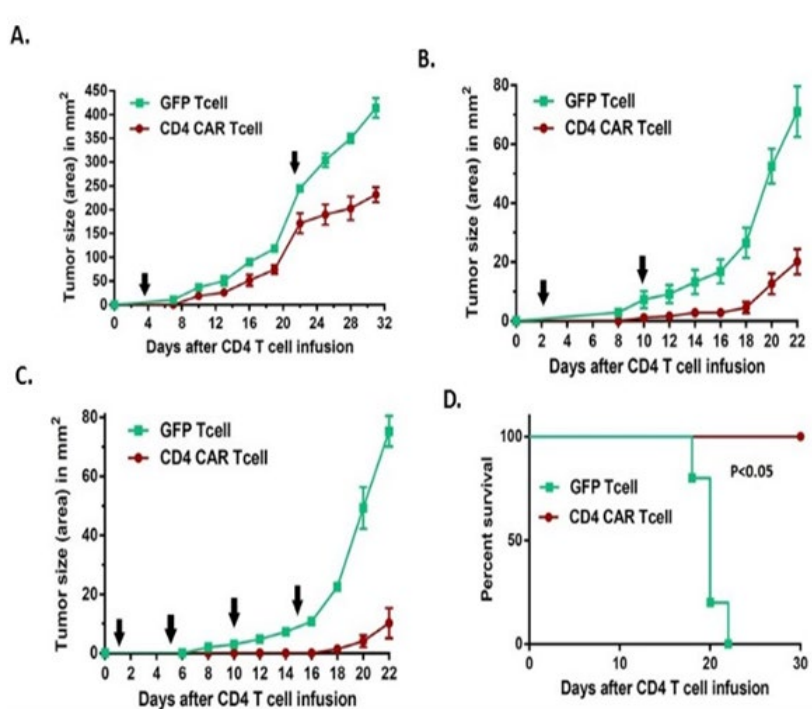 A.
Tumor size (area) in mm²
450
400
350
300
250
200
150
100
50
0
GFP Tcell
CD4 CAR Tcell
0 4 8 12 16 20 24 28 32
Days after CD4 T cell infusion
B.
Tumor size (area) in mm²
80
60
40
20
0
GFP Tcell
CD4 CAR Tcell
0 2 4 6 8 10 12 14 16 18 20 22
Days after CD4 T cell infusion
C.
Tumor size (area) in mm²
80
60
40
20
0
GFP Tcell
CD4 CAR Tcell
0 2 4 6 8 10 12 14 16 18 20 22
Days after CD4 T cell infusion
D.
Percent survival
100
50
0
P<0.05
GFP Tcell
CD4 CAR Tcell
0 10 20 30
Days after CD4 T cell infusion